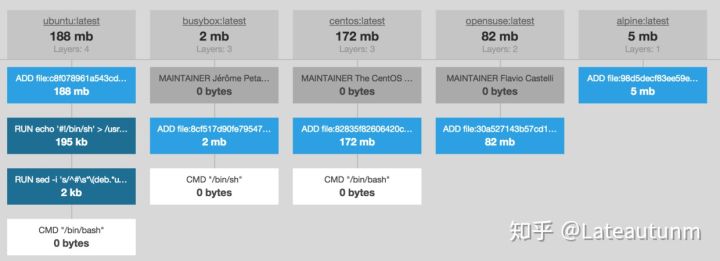 ubuntu:latest
188 mb
Layers: 4
ADD file:c8f078961a543cd...
188 mb
RUN echo '#!/bin/sh' > /usr...
195 kb
RUN sed -i 's/^#\s*\(deb.*u...
2 kb
CMD "/bin/bash"
0 bytes
busybox:latest
2 mb
Layers: 3
MAINTAINER Jérôme Peta...
0 bytes
ADD file:8cf517d90fe79547...
2 mb
CMD "/bin/sh"
0 bytes
centos:latest
172 mb
Layers: 3
MAINTAINER The CentOS ...
0 bytes
ADD file:82835f82606420c...
172 mb
CMD "/bin/bash"
0 bytes
opensuse:latest
82 mb
Layers: 2
MAINTAINER Flavio Castelli
0 bytes
ADD file:30a527143b57cd1...
82 mb
alpine:latest
5 mb
Layers: 1
ADD file:98d5decf83ee59e...
5 mb
知乎 @Lateautunm